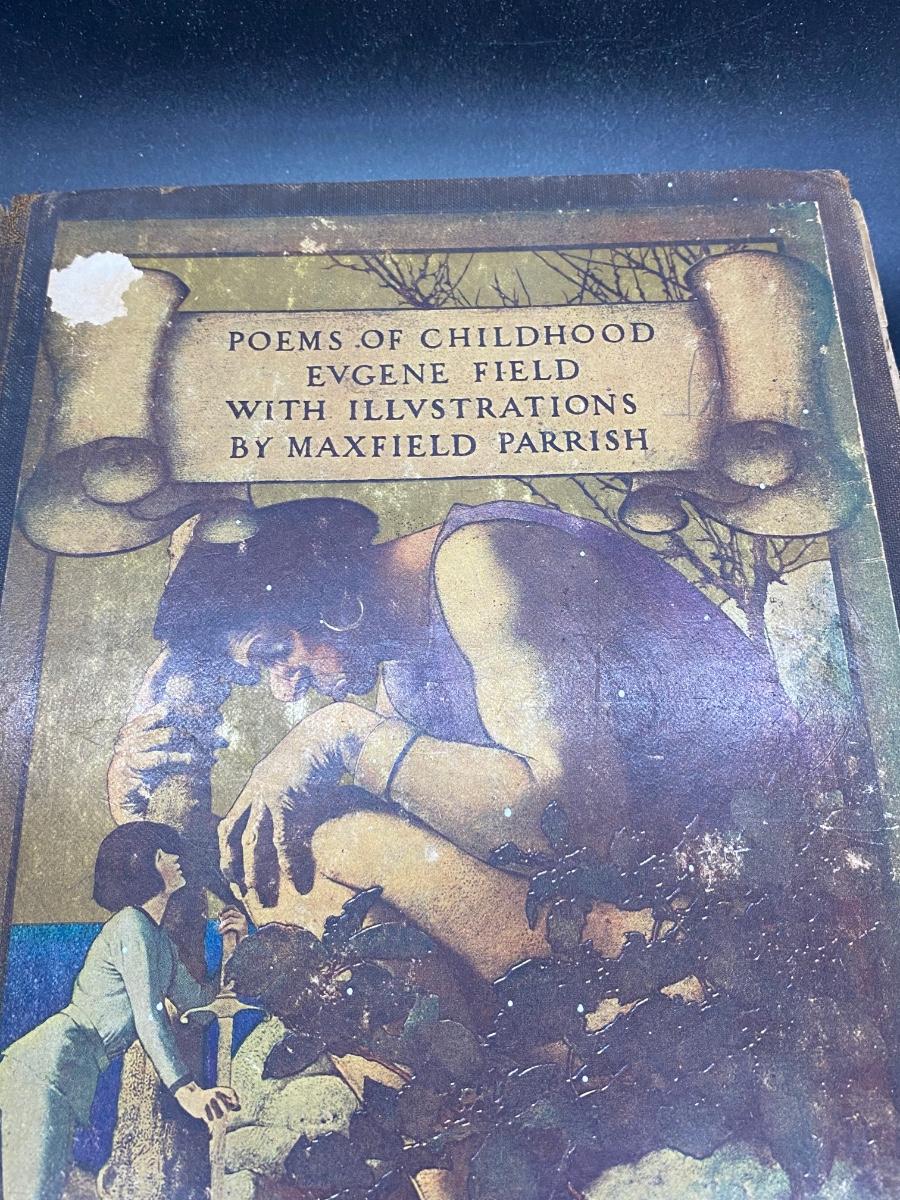 POEMS OF CHILDHOOD
EVGENE FIELD
WITH ILLVSTRATIONS
BY MAXFIELD PARRISH